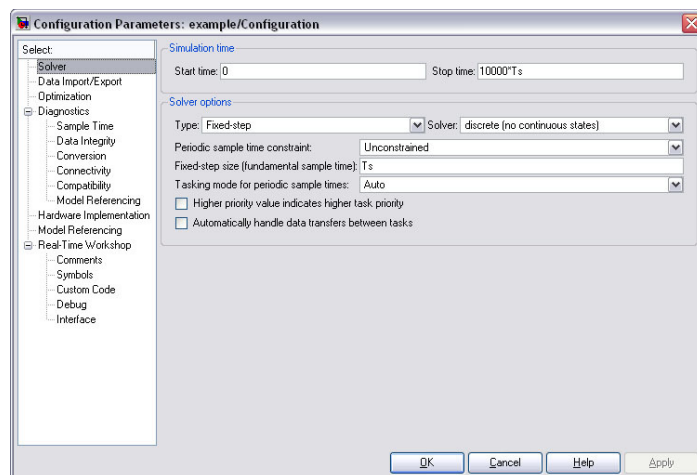 Configuration Parameters: example/Configuration
Select:
Solver
Data Import/Export
Optimization
Diagnostics
Sample Time
Data Integrity
Conversion
Connectivity
Compatibility
Model Referencing
Hardware Implementation
Model Referencing
Real-Time Workshop
Comments
Symbols
Custom Code
Debug
Interface
Simulation time
Start time: 0 Stop time: 10000*Ts
Solver options
Type: Fixed-step Solver: discrete (no continuous states)
Periodic sample time constraint: Unconstrained
Fixed-step size (fundamental sample time): Ts
Tasking mode for periodic sample times: Auto
Higher priority value indicates higher task priority
Automatically handle data transfers between tasks
OK Cancel Help Apply